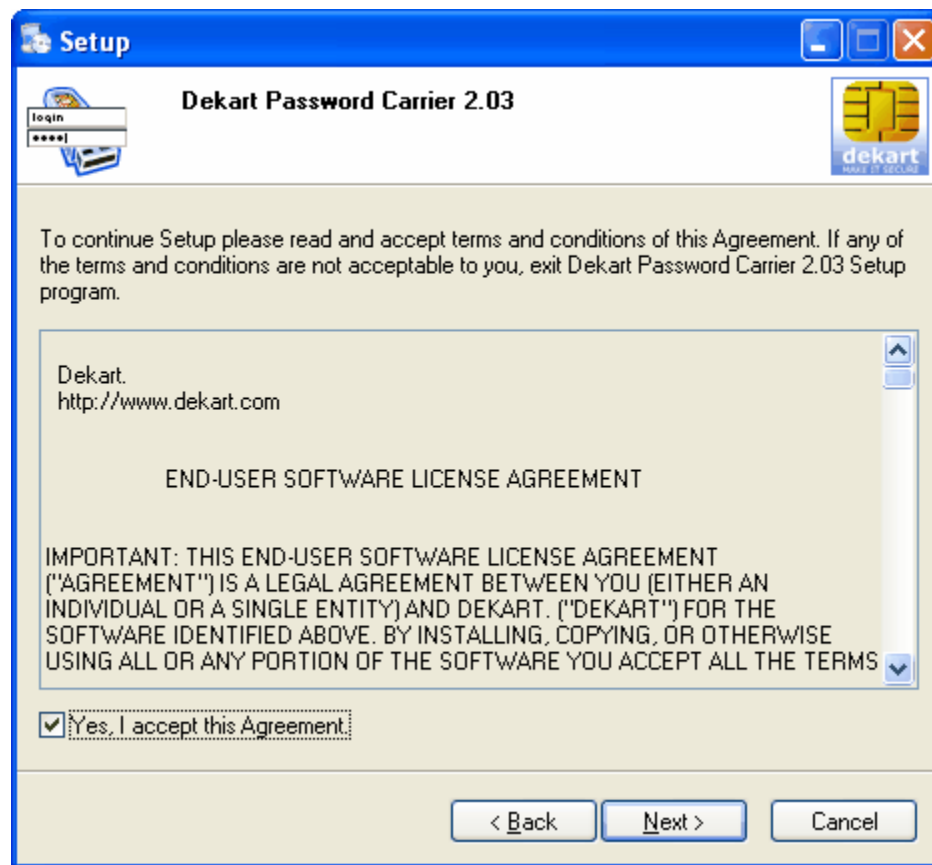 Setup
Dekart Password Carrier 2.03
login
dekart
MAKE IT SECURE
To continue Setup please read and accept terms and conditions of this Agreement. If any of
the terms and conditions are not acceptable to you, exit Dekart Password Carrier 2.03 Setup
program.
Dekart.
http://www.dekart.com
END-USER SOFTWARE LICENSE AGREEMENT
IMPORTANT: THIS END-USER SOFTWARE LICENSE AGREEMENT
("AGREEMENT") IS A LEGAL AGREEMENT BETWEEN YOU (EITHER AN
INDIVIDUAL OR A SINGLE ENTITY) AND DEKART. ("DEKART") FOR THE
SOFTWARE IDENTIFIED ABOVE. BY INSTALLING, COPYING, OR OTHERWISE
USING ALL OR ANY PORTION OF THE SOFTWARE YOU ACCEPT ALL THE TERMS
Yes, I accept this Agreement.
< Back
Next >
Cancel